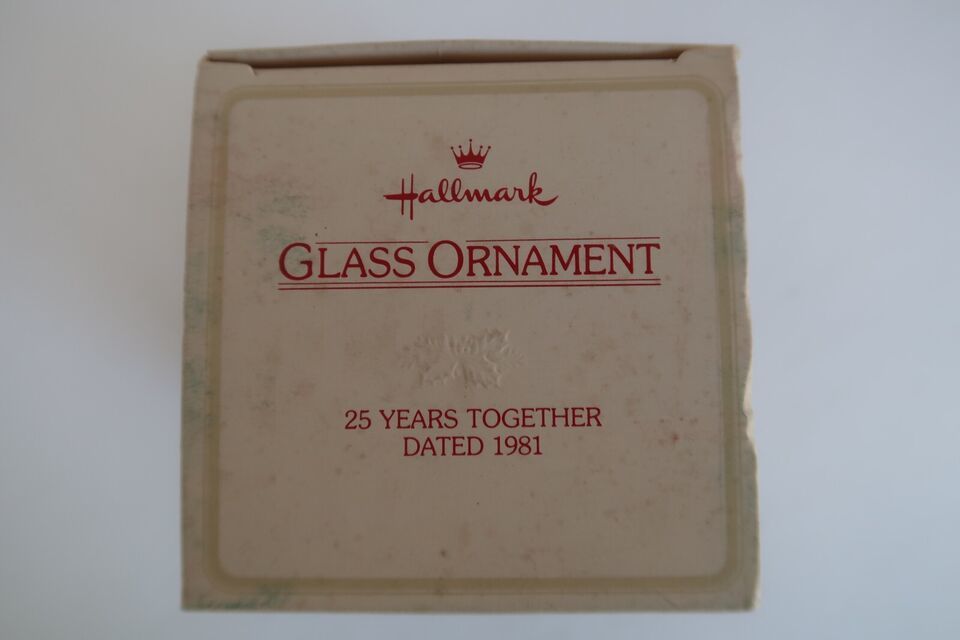 Hallmark
GLASS ORNAMENT
25 YEARS TOGETHER
DATED 1981